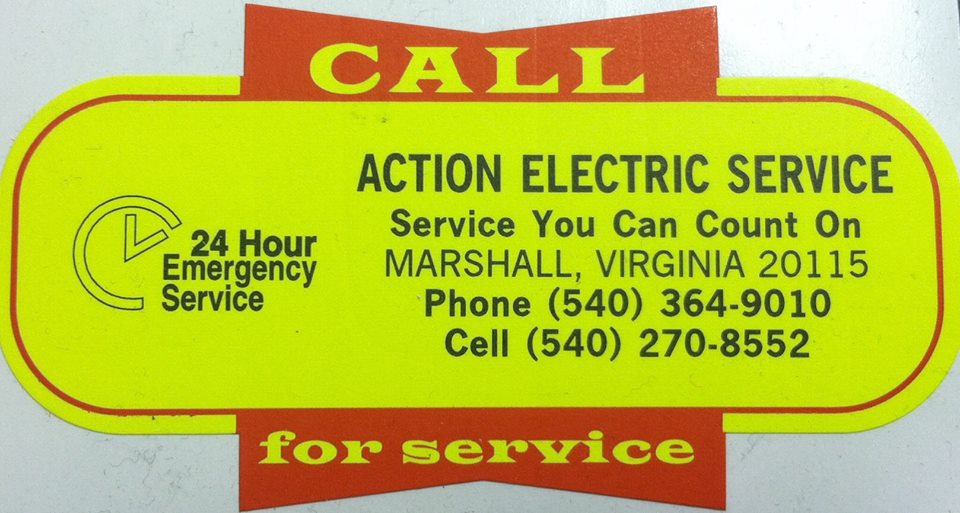 CALL
24 Hour
Emergency
Service
ACTION ELECTRIC SERVICE
Service You Can Count On
MARSHALL, VIRGINIA 20115
Phone (540) 364-9010
Cell (540) 270-8552
for service